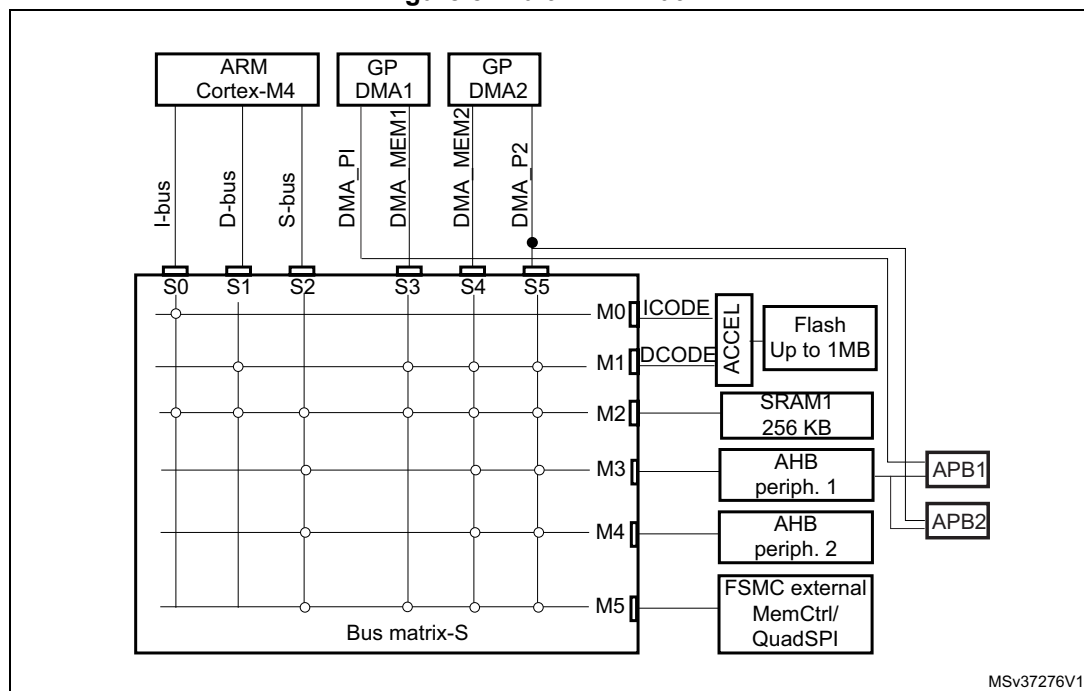 ARM
Cortex-M4
GP
DMA1
GP
DMA2
I-bus
D-bus
S-bus
DMA_PI
DMA_MEM1
DMA_MEM2
DMA_P2
S0 S1 S2 S3 S4 S5
M0 ICODE
M1 DCODE
ACCEL
Flash
Up to 1MB
M2
SRAM1
256 KB
M3
AHB
periph. 1
APB1
M4
AHB
periph. 2
APB2
M5
FSMC external
MemCtrl/
QuadSPI
Bus matrix-S
MSv37276V1